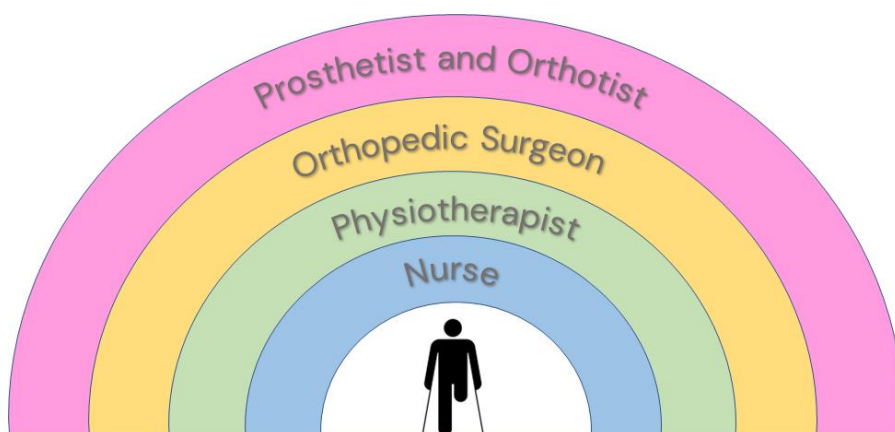 Prosthetist and Orthotist
Orthopedic Surgeon
Physiotherapist
Nurse